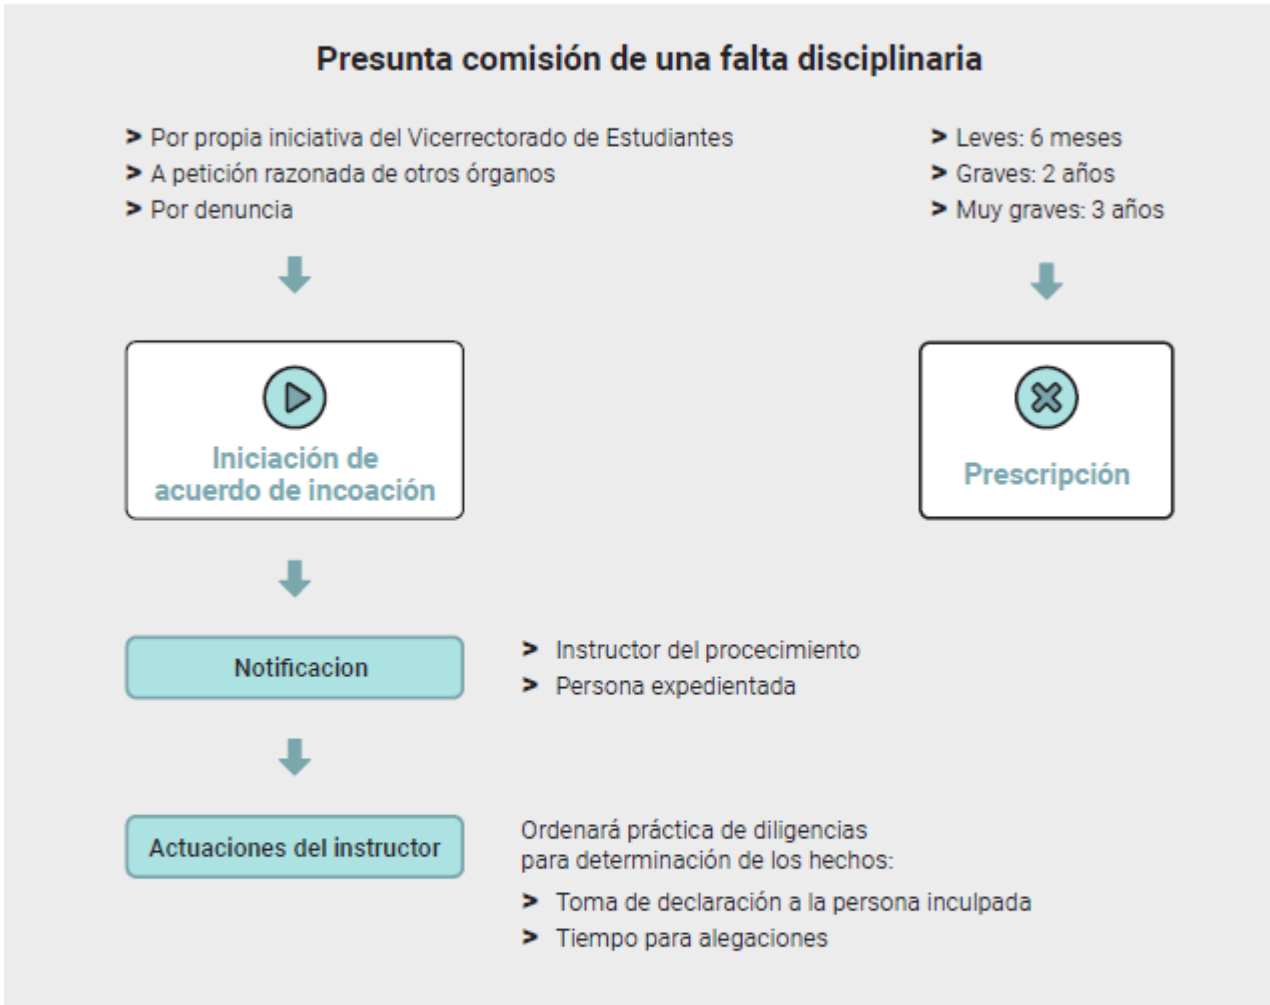 Presunta comisión de una falta disciplinaria
> Por propia iniciativa del Vicerrectorado de Estudiantes
> A petición razonada de otros órganos
> Por denuncia
> Leves: 6 meses
> Graves: 2 años
> Muy graves: 3 años
Iniciación de
acuerdo de incoación
Prescripción
Notificacion
> Instructor del procecimiento
> Persona expedientada
Actuaciones del instructor
Ordenará práctica de diligencias
para determinación de los hechos:
> Toma de declaración a la persona inculpada
> Tiempo para alegaciones